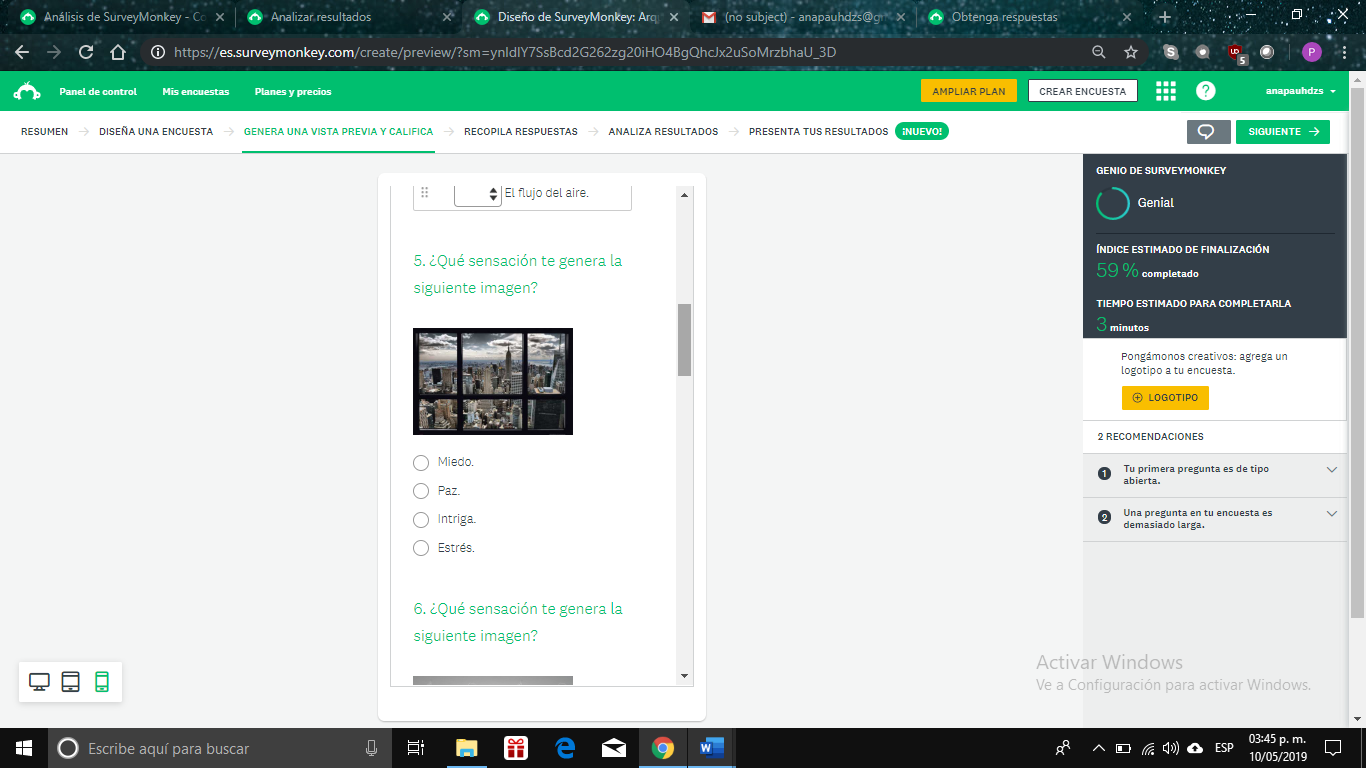 Análisis de SurveyMonkey - Co
Analizar resultados
Diseño de SurveyMonkey: Arq
(no subject) - anapauhdzs@gm
Obtenga respuestas
https://es.surveymonkey.com/create/preview/?sm=ynIdIY7SsBcd2G262zg20iHO4BgQhcJx2uSoMrzbhaU_3D
5
P
Panel de control
Mis encuestas
Planes y precios
AMPLIAR PLAN
CREAR ENCUESTA
?
anapauhdzs
RESUMEN
DISEÑA UNA ENCUESTA
GENERA UNA VISTA PREVIA Y CALIFICA
RECOPILA RESPUESTAS
ANALIZA RESULTADOS
PRESENTA TUS RESULTADOS
¡NUEVO!
SIGUIENTE
El flujo del aire.
5. ¿Qué sensación te genera la
siguiente imagen?
Miedo.
Paz.
Intriga.
Estrés.
6. ¿Qué sensación te genera la
siguiente imagen?
GENIO DE SURVEYMONKEY
Genial
ÍNDICE ESTIMADO DE FINALIZACIÓN
59 % completado
TIEMPO ESTIMADO PARA COMPLETARLA
3 minutos
Pongámonos creativos: agrega un
logotipo a tu encuesta.
LOGOTIPO
2 RECOMENDACIONES
1 Tu primera pregunta es de tipo
abierta.
2 Una pregunta en tu encuesta es
demasiado larga.
Activar Windows
Ve a Configuración para activar Windows.
Escribe aquí para buscar
ESP
03:45 p. m.
10/05/2019